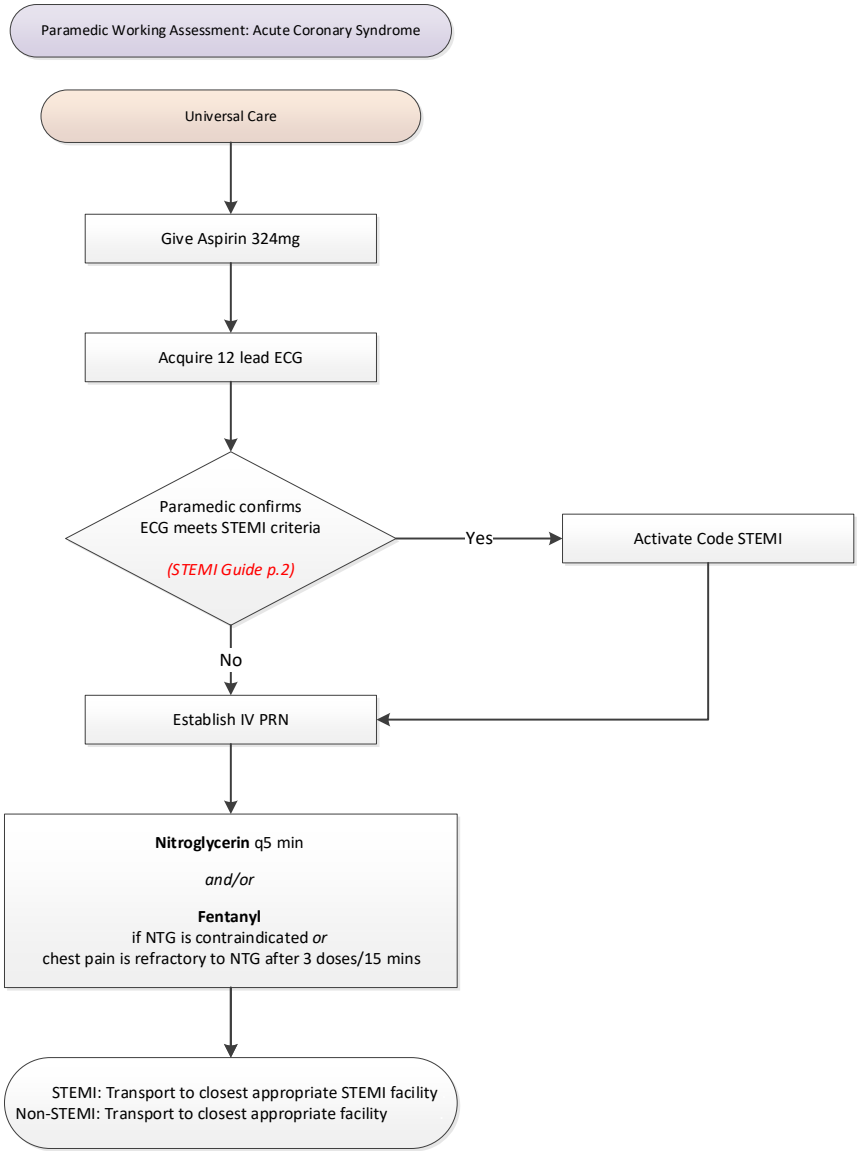 Paramedic Working Assessment: Acute Coronary Syndrome
Universal Care
Give Aspirin 324mg
Acquire 12 lead ECG
Paramedic confirms
ECG meets STEMI criteria
(STEMI Guide p.2)
Yes
Activate Code STEMI
No
Establish IV PRN
Nitroglycerin q5 min
and/or
Fentanyl
if NTG is contraindicated or
chest pain is refractory to NTG after 3 doses/15 mins
STEMI: Transport to closest appropriate STEMI facility
Non-STEMI: Transport to closest appropriate facility